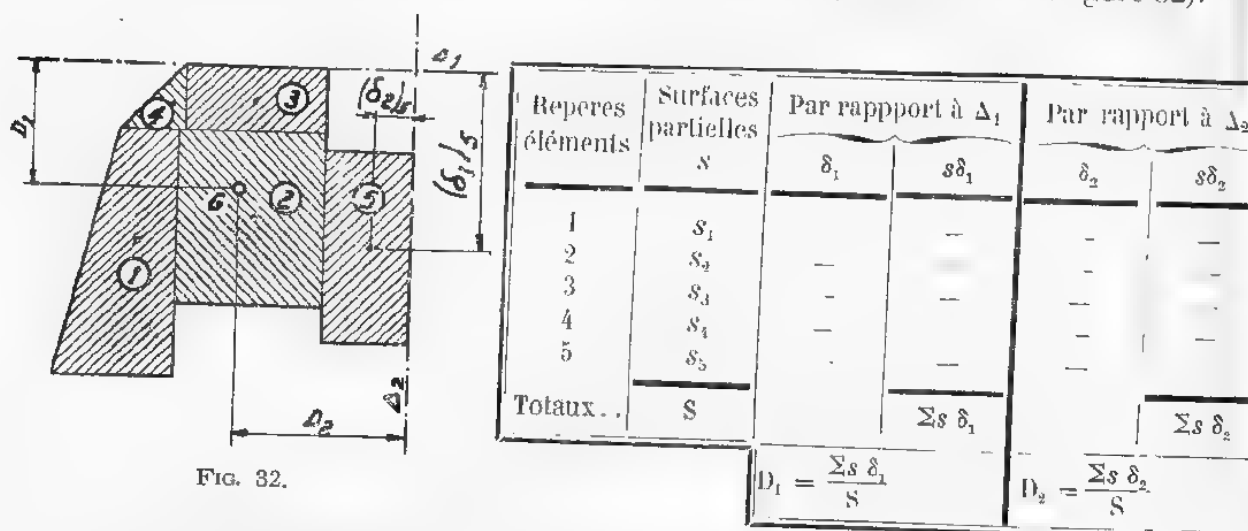 32).
Δ1
D1
(δ2)5
(δ1)5
4
3
G
2
5
1
Δ2
D2
FIG. 32.
Repères éléments
Surfaces partielles
s
Par rappport à Δ1
Par rapport à Δ2
δ1 sδ1 δ2 sδ2
1 s1 — — —
2 s2 — -
3 s3 - — —
4 s4 - — —
5 s5 — — —
Totaux.. S Σs δ1 Σs δ2
D1 = Σs δ1 / S
D2 = Σs δ2 / S